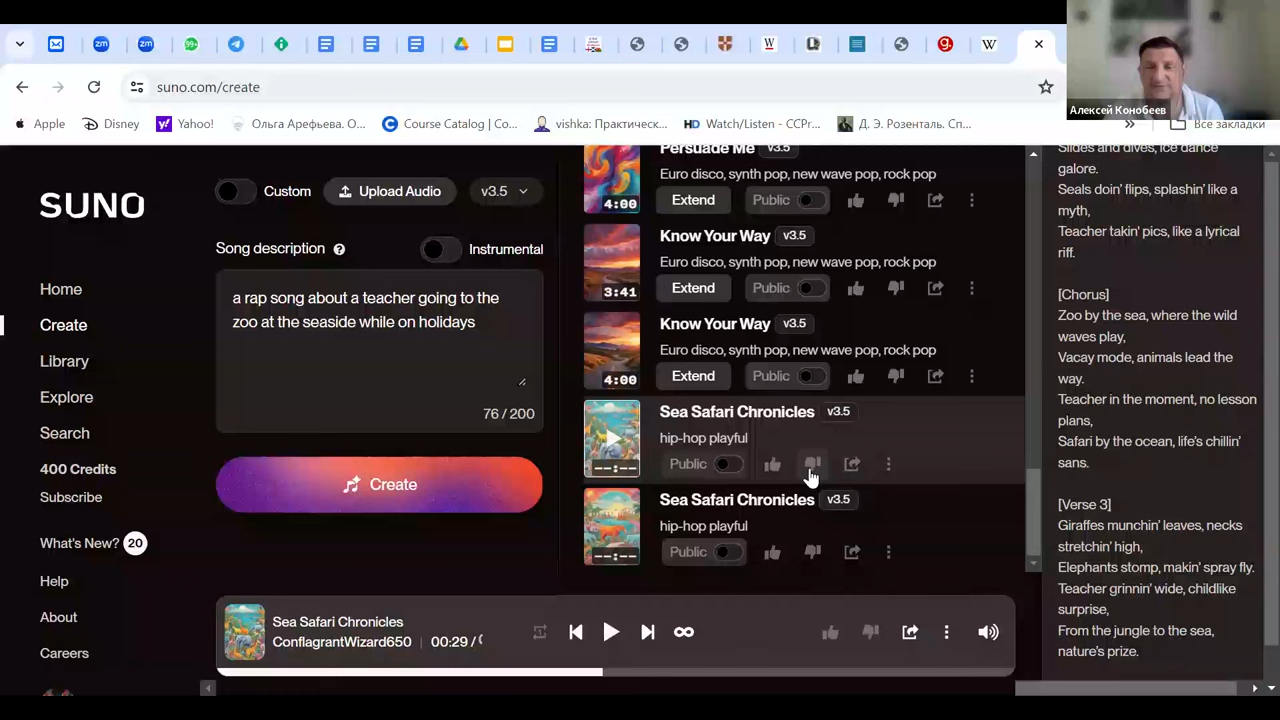 suno.com/create
Алексей Конобеев
Apple
Disney
Yahoo!
Ольга Арефьева. О...
Course Catalog | Co...
vishka: Практическ...
Watch/Listen - CCPr...
Д. Э. Розенталь. Сп...
Все закладки
SUNO
Home
Create
Library
Explore
Search
400 Credits
Subscribe
What's New? 20
Help
About
Careers
Custom
Upload Audio
v3.5
Song description
Instrumental
a rap song about a teacher going to the
zoo at the seaside while on holidays
76 / 200
Create
Persuade Me v3.5
Euro disco, synth pop, new wave pop, rock pop
4:00
Extend Public
Know Your Way v3.5
Euro disco, synth pop, new wave pop, rock pop
3:41
Extend Public
Know Your Way v3.5
Euro disco, synth pop, new wave pop, rock pop
4:00
Extend Public
Sea Safari Chronicles v3.5
hip-hop playful
--:--
Public
Sea Safari Chronicles v3.5
hip-hop playful
--:--
Public
Slides and dives, ice dance
galore.
Seals doin' flips, splashin' like a
myth,
Teacher takin' pics, like a lyrical
riff.
[Chorus]
Zoo by the sea, where the wild
waves play,
Vacay mode, animals lead the
way.
Teacher in the moment, no lesson
plans,
Safari by the ocean, life's chillin'
sans.
[Verse 3]
Giraffes munchin' leaves, necks
stretchin' high,
Elephants stomp, makin' spray fly.
Teacher grinnin' wide, childlike
surprise,
From the jungle to the sea,
nature's prize.
Sea Safari Chronicles
ConflagrantWizard650 00:29 /